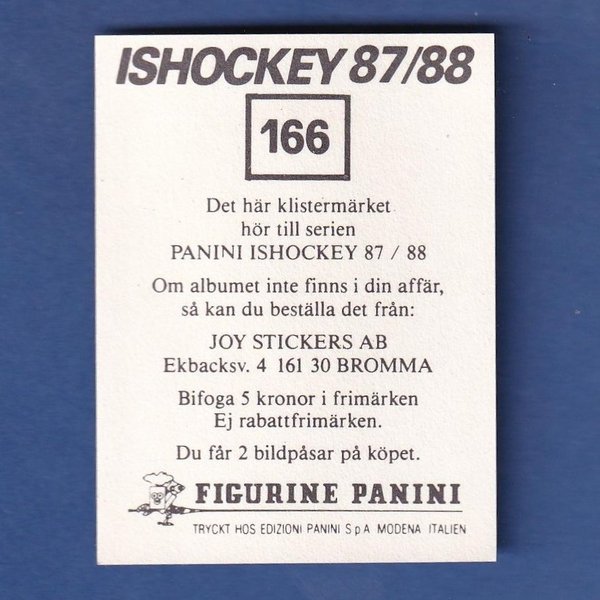 ISHOCKEY 87/88
166
Det här klistermärket
hör till serien
PANINI ISHOCKEY 87 / 88
Om albumet inte finns i din affär,
så kan du beställa det från:
JOY STICKERS AB
Ekbacksv. 4 161 30 BROMMA
Bifoga 5 kronor i frimärken
Ej rabattfrimärken.
Du får 2 bildpåsar på köpet.
FIGURINE PANINI
TRYCKT HOS EDIZIONI PANINI S p A MODENA ITALIEN